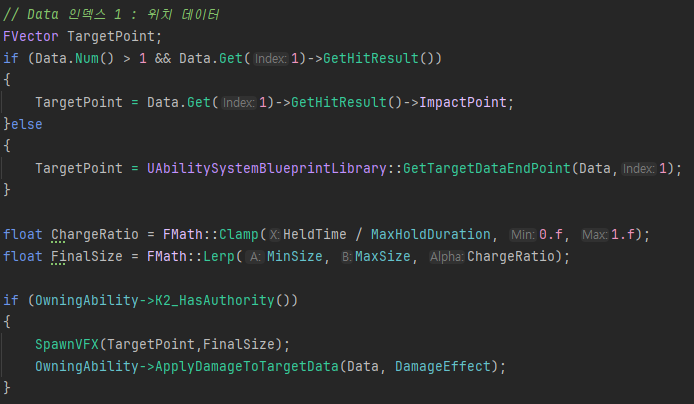 // Data 인덱스 1 : 위치 데이터
FVector TargetPoint;
if (Data.Num() > 1 && Data.Get(Index:1)->GetHitResult())
{
    TargetPoint = Data.Get(Index:1)->GetHitResult()->ImpactPoint;
}else
{
    TargetPoint = UAbilitySystemBlueprintLibrary::GetTargetDataEndPoint(Data,Index:1);
}

float ChargeRatio = FMath::Clamp(X:HeldTime / MaxHoldDuration, Min:0.f, Max:1.f);
float FinalSize = FMath::Lerp(A:MinSize, B:MaxSize, Alpha:ChargeRatio);

if (OwningAbility->K2_HasAuthority())
{
    SpawnVFX(TargetPoint,FinalSize);
    OwningAbility->ApplyDamageToTargetData(Data, DamageEffect);
}